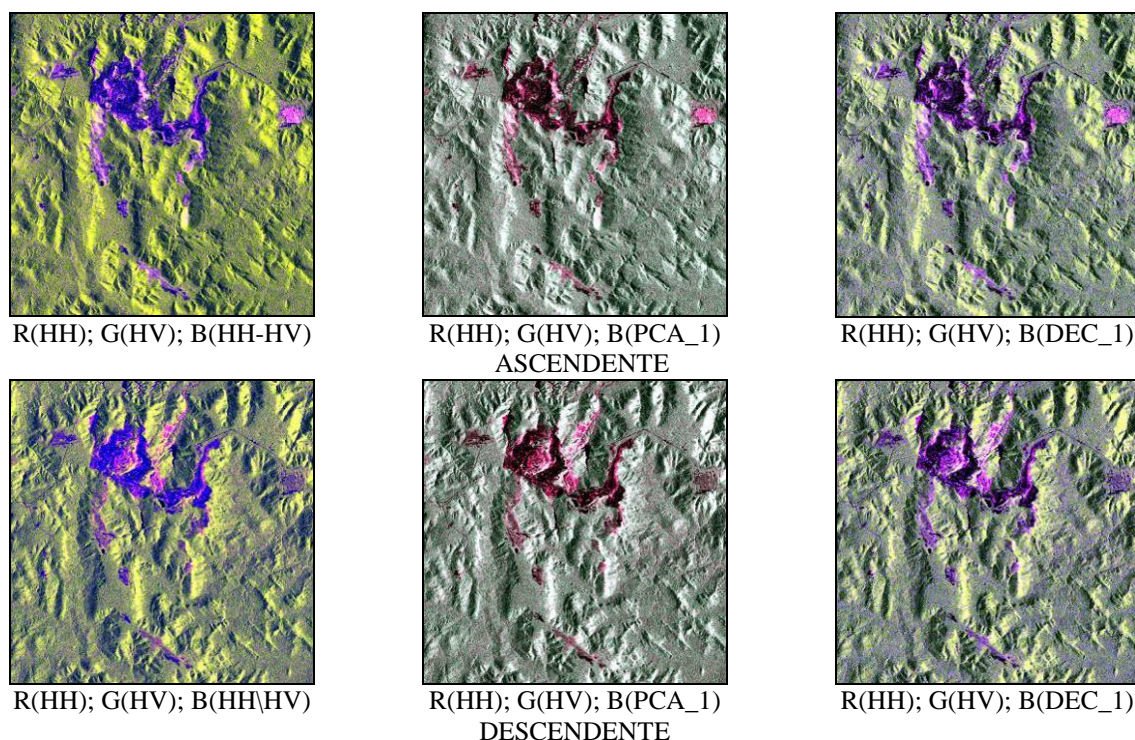 R(HH); G(HV); B(HH-HV) R(HH); G(HV); B(PCA_1) R(HH); G(HV); B(DEC_1)
ASCENDENTE
R(HH); G(HV); B(HH\HV) R(HH); G(HV); B(PCA_1) R(HH); G(HV); B(DEC_1)
DESCENDENTE